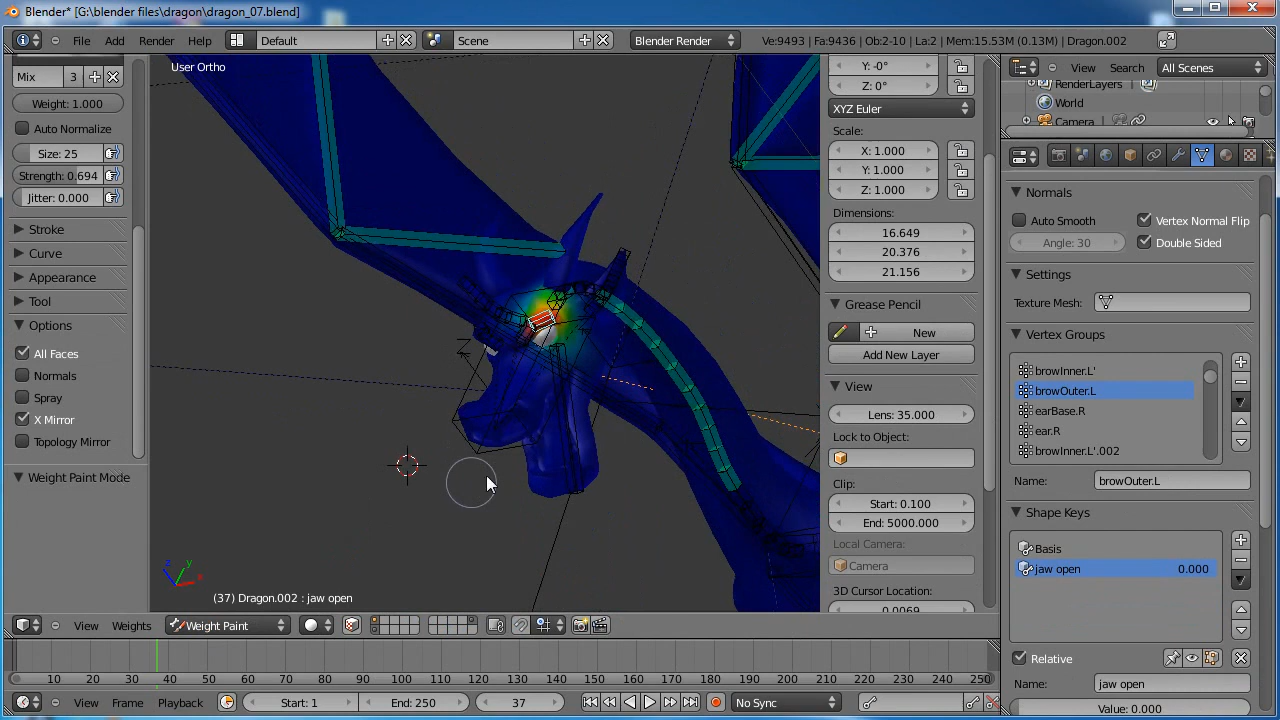 Blender* [G:\blender files\dragon\dragon_07.blend]
File Add Render Help Default Scene Blender Render Ve:9493 | Fa:9436 | Ob:2-10 | La:2 | Mem:15.53M (0.13M) | Dragon.002
Mix 3
Weight: 1.000
Auto Normalize
Size: 25
Strength: 0.694
Jitter: 0.000
Stroke
Curve
Appearance
Tool
Options
All Faces
Normals
Spray
X Mirror
Topology Mirror
Weight Paint Mode
User Ortho
z y x
(37) Dragon.002 : jaw open
Y: -0°
Z: 0°
XYZ Euler
Scale:
X: 1.000
Y: 1.000
Z: 1.000
Dimensions:
16.649
20.376
21.156
Grease Pencil
New
Add New Layer
View
Lens: 35.000
Lock to Object:
Clip:
Start: 0.100
End: 5000.000
Local Camera:
Camera
3D Cursor Location:
0.0069
View Search All Scenes
RenderLayers
World
Camera
Normals
Auto Smooth Vertex Normal Flip
Angle: 30 Double Sided
Settings
Texture Mesh:
Vertex Groups
browInner.L'
browOuter.L
earBase.R
ear.R
browInner.L'.002
Name: browOuter.L
Shape Keys
Basis
jaw open 0.000
Relative
Name: jaw open
Value: 0.000
View Weights Weight Paint
10 20 30 40 50 60 70 80 90 100 110 120 130 140 150 160 170 180 190 200 210 220 230 240 250
View Frame Playback Start: 1 End: 250 37 No Sync